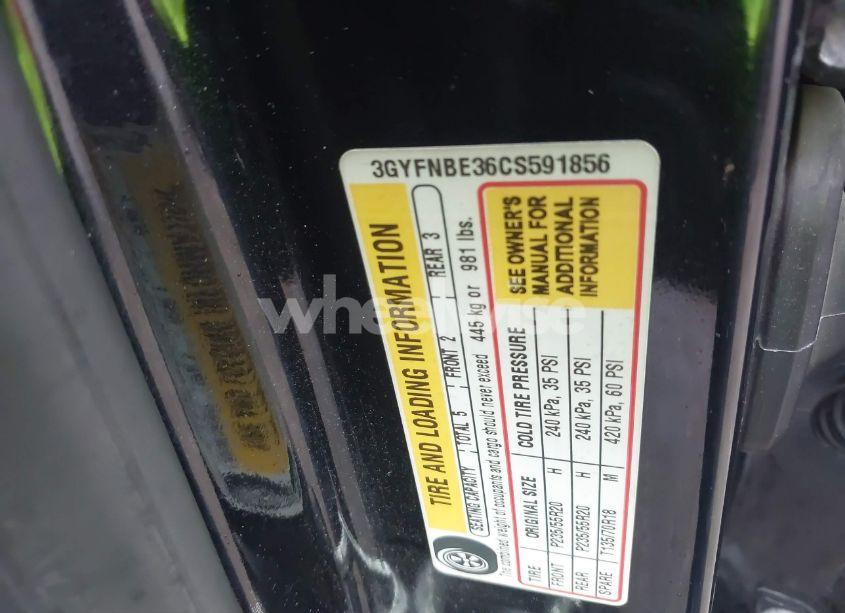 3GYFNBE36CS591856
TIRE AND LOADING INFORMATION
SEATING CAPACITY TOTAL 5 FRONT 2 REAR 3
The combined weight of occupants and cargo should never exceed 445 kg or 981 lbs.
TIRE ORIGINAL SIZE COLD TIRE PRESSURE
FRONT P235/55R20 H 240 kPa, 35 PSI
REAR P235/55R20 H 240 kPa, 35 PSI
SPARE T135/70R18 M 420 kPa, 60 PSI
SEE OWNER'S
MANUAL FOR
ADDITIONAL
INFORMATION
wheelwise